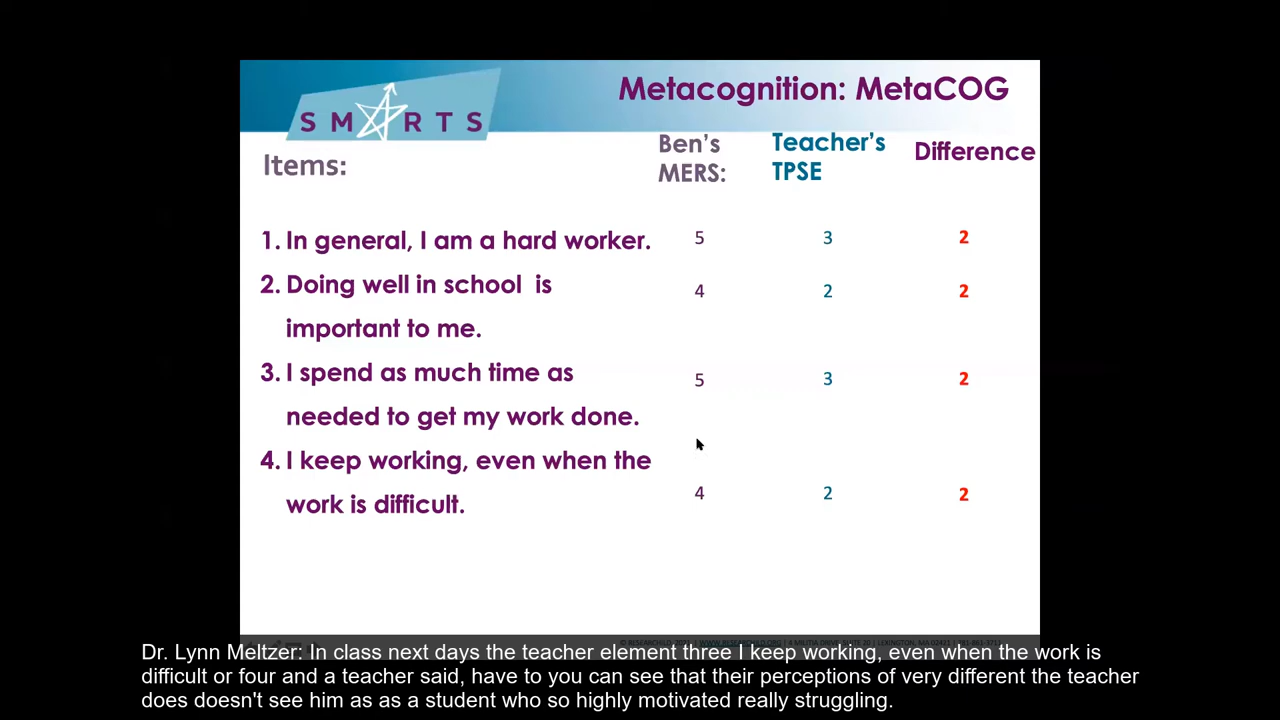 Metacognition: MetaCOG
SMARTS
Items:
Ben's MERS:
Teacher's TPSE
Difference
1. In general, I am a hard worker. 5 3 2
2. Doing well in school is 4 2 2
important to me.
3. I spend as much time as 5 3 2
needed to get my work done.
4. I keep working, even when the
work is difficult. 4 2 2
Dr. Lynn Meltzer: In class next days the teacher element three I keep working, even when the work is
difficult or four and a teacher said, have to you can see that their perceptions of very different the teacher
does doesn't see him as as a student who so highly motivated really struggling.